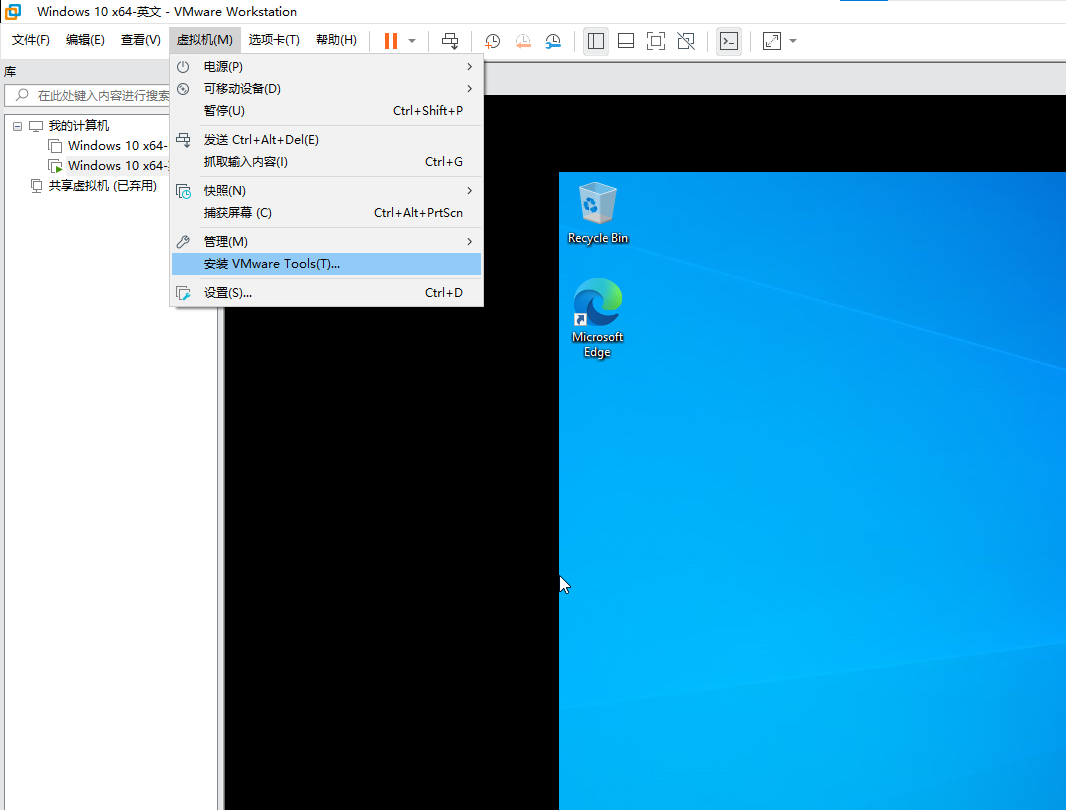 Windows 10 x64-英文 - VMware Workstation
文件(F) 编辑(E) 查看(V) 虚拟机(M) 选项卡(T) 帮助(H)
库
在此处键入内容进行搜索
我的计算机
Windows 10 x64-
Windows 10 x64-
共享虚拟机 (已弃用)
电源(P)
可移动设备(D)
暂停(U) Ctrl+Shift+P
发送 Ctrl+Alt+Del(E)
抓取输入内容(I) Ctrl+G
快照(N)
捕获屏幕 (C) Ctrl+Alt+PrtScn
管理(M)
安装 VMware Tools(T)...
设置(S)... Ctrl+D
Recycle Bin
Microsoft
Edge